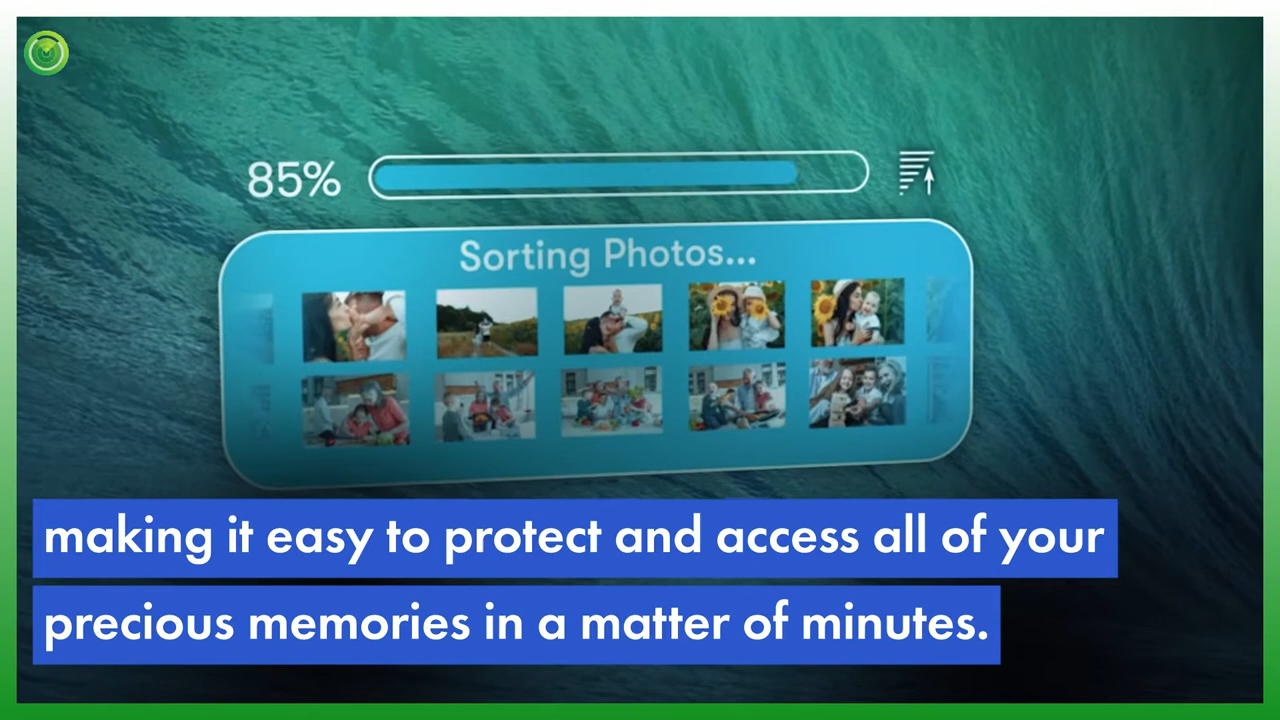 85%
Sorting Photos...
making it easy to protect and access all of your
precious memories in a matter of minutes.